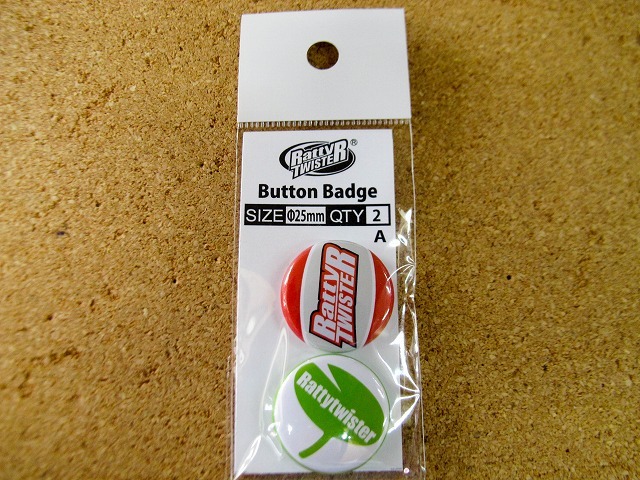 RattyR
TWISTER ®
Button Badge
SIZE Φ25mm QTY 2
A
RattyR
TWISTER
Rattytwister